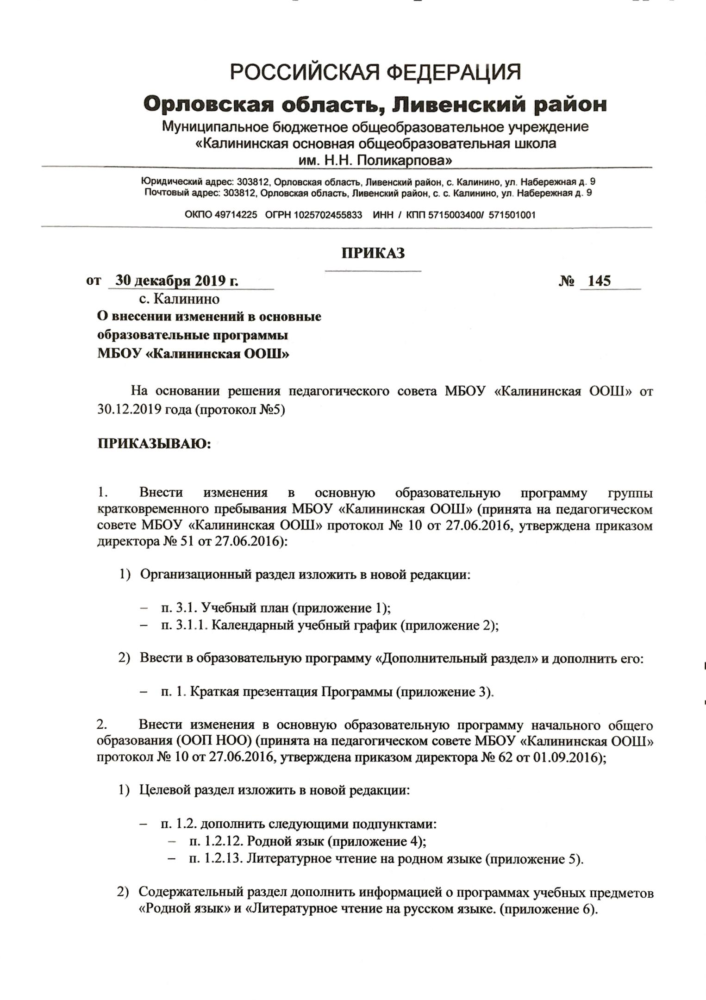 РОССИЙСКАЯ ФЕДЕРАЦИЯ
Орловская область, Ливенский район
Муниципальное бюджетное общеобразовательное учреждение
«Калининская основная общеобразовательная школа
им. Н.Н. Поликарпова»
Юридический адрес: 303812, Орловская область, Ливенский район, с. Калинино, ул. Набережная д. 9
Почтовый адрес: 303812, Орловская область, Ливенский район, с. с. Калинино, ул. Набережная д. 9
ОКПО 49714225 ОГРН 1025702455833 ИНН / КПП 5715003400/ 571501001
ПРИКАЗ
от 30 декабря 2019 г. № 145
с. Калинино
О внесении изменений в основные
образовательные программы
МБОУ «Калининская ООШ»
На основании решения педагогического совета МБОУ «Калининская ООШ» от
30.12.2019 года (протокол №5)
ПРИКАЗЫВАЮ:
1. Внести изменения в основную образовательную программу группы
кратковременного пребывания МБОУ «Калининская ООШ» (принята на педагогическом
совете МБОУ «Калининская ООШ» протокол № 10 от 27.06.2016, утверждена приказом
директора № 51 от 27.06.2016):
1) Организационный раздел изложить в новой редакции:
– п. 3.1. Учебный план (приложение 1);
– п. 3.1.1. Календарный учебный график (приложение 2);
2) Ввести в образовательную программу «Дополнительный раздел» и дополнить его:
– п. 1. Краткая презентация Программы (приложение 3).
2. Внести изменения в основную образовательную программу начального общего
образования (ООП НОО) (принята на педагогическом совете МБОУ «Калининская ООШ»
протокол № 10 от 27.06.2016, утверждена приказом директора № 62 от 01.09.2016);
1) Целевой раздел изложить в новой редакции:
– п. 1.2. дополнить следующими подпунктами:
– п. 1.2.12. Родной язык (приложение 4);
– п. 1.2.13. Литературное чтение на родном языке (приложение 5).
2) Содержательный раздел дополнить информацией о программах учебных предметов
«Родной язык» и «Литературное чтение на русском языке. (приложение 6).